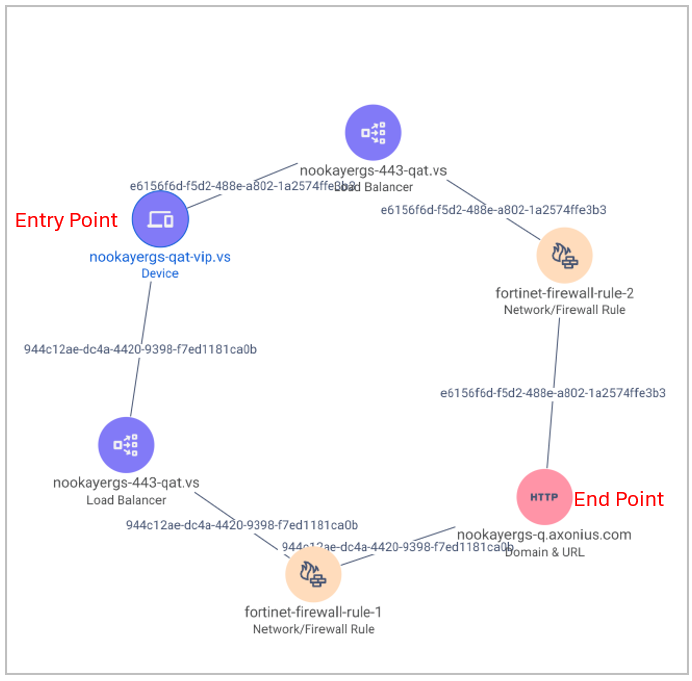 nookayergs-443-qat.vs
Load Balancer
e6156f6d-f5d2-488e-a802-1a2574ffe3b3
e6156f6d-f5d2-488e-a802-1a2574ffe3b3
Entry Point
nookayergs-qat-vip.vs
Device
fortinet-firewall-rule-2
Network/Firewall Rule
944c12ae-dc4a-4420-9398-f7ed1181ca0b
e6156f6d-f5d2-488e-a802-1a2574ffe3b3
nookayergs-443-qat.vs
Load Balancer
HTTP
End Point
nookayergs-q.axonius.com
Domain & URL
944c12ae-dc4a-4420-9398-f7ed1181ca0b
944c12ae-dc4a-4420-9398-f7ed1181ca0b
fortinet-firewall-rule-1
Network/Firewall Rule